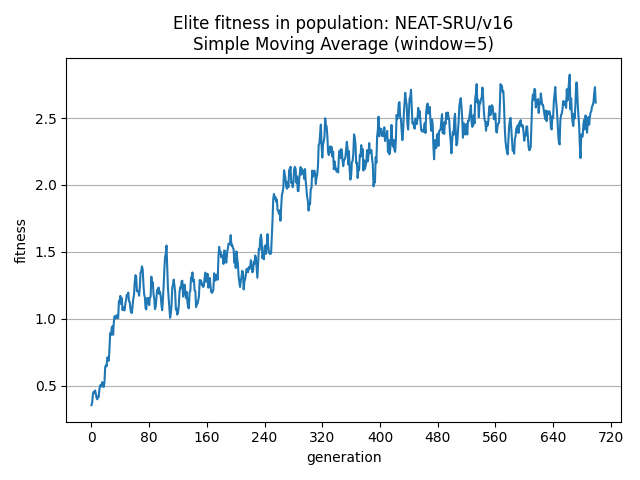 Elite fitness in population: NEAT-SRU/v16
Simple Moving Average (window=5)
fitness
2.5
2.0
1.5
1.0
0.5
0 80 160 240 320 400 480 560 640 720
generation